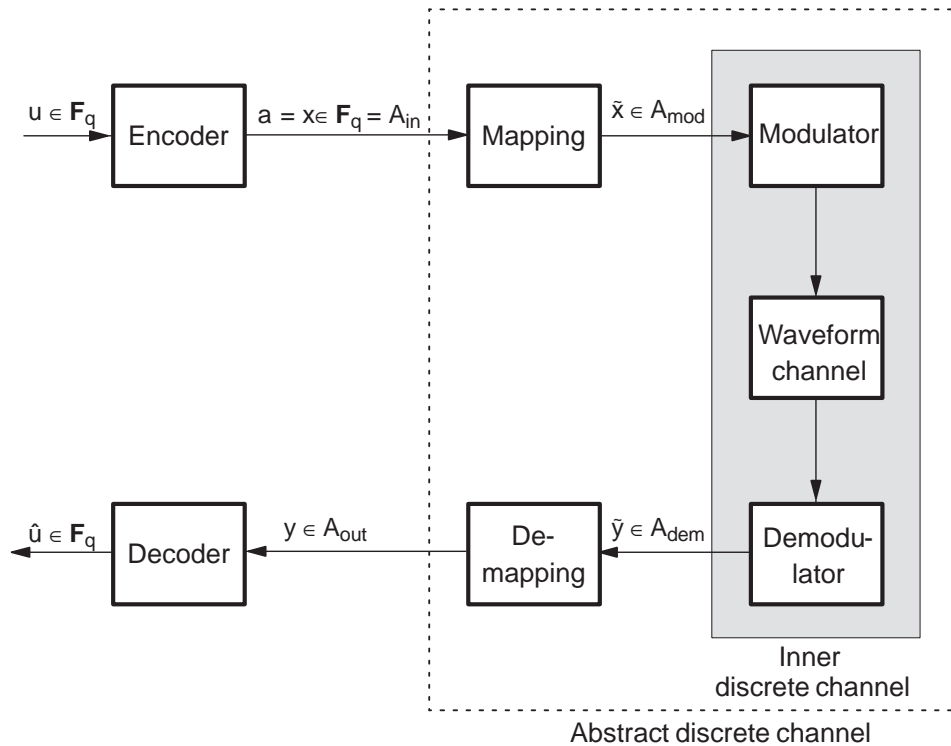 u ∈ F_q
Encoder
a = x ∈ F_q = A_in
Mapping
x̃ ∈ A_mod
Modulator
Waveform
channel
û ∈ F_q
Decoder
y ∈ A_out
De-
mapping
ỹ ∈ A_dem
Demodu-
lator
Inner
discrete channel
Abstract discrete channel